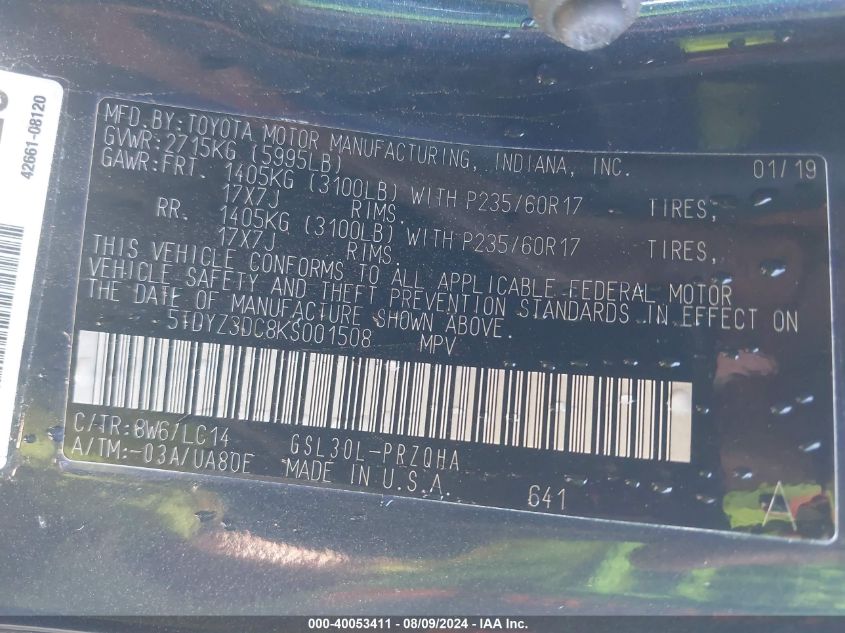 42661-08120
MFD.BY:TOYOTA MOTOR MANUFACTURING, INDIANA, INC. 01/19
GVWR:2715KG (5995LB)
GAWR:FRT. 1405KG (3100LB) WITH P235/60R17 TIRES,
17X7J RIMS,
RR. 1405KG (3100LB) WITH P235/60R17 TIRES,
17X7J RIMS.
THIS VEHICLE CONFORMS TO ALL APPLICABLE FEDERAL MOTOR
VEHICLE SAFETY AND THEFT PREVENTION STANDARDS IN EFFECT ON
THE DATE OF MANUFACTURE SHOWN ABOVE.
5TDYZ3DC8KS001508 MPV
C/TR:8W6/LC14 GSL30L-PRZQHA
A/TM:-03A/UA80E MADE IN U.S.A. 641 A
000-40053411 - 08/09/2024 - IAA Inc.